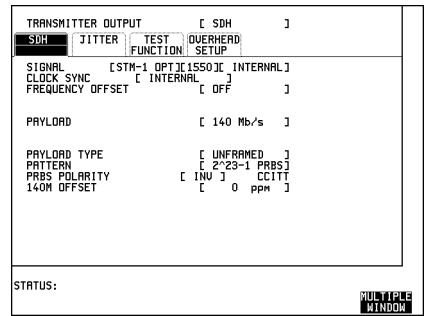 TRANSMITTER OUTPUT [ SDH ]
SDH JITTER TEST FUNCTION OVERHEAD SETUP
SIGNAL [STM-1 OPT][1550][ INTERNAL]
CLOCK SYNC [ INTERNAL ]
FREQUENCY OFFSET [ OFF ]
PAYLOAD [ 140 Mb/s ]
PAYLOAD TYPE [ UNFRAMED ]
PATTERN [ 2^23-1 PRBS]
PRBS POLARITY [ INV ] CCITT
140M OFFSET [ 0 ppm ]
STATUS:
MULTIPLE
WINDOW